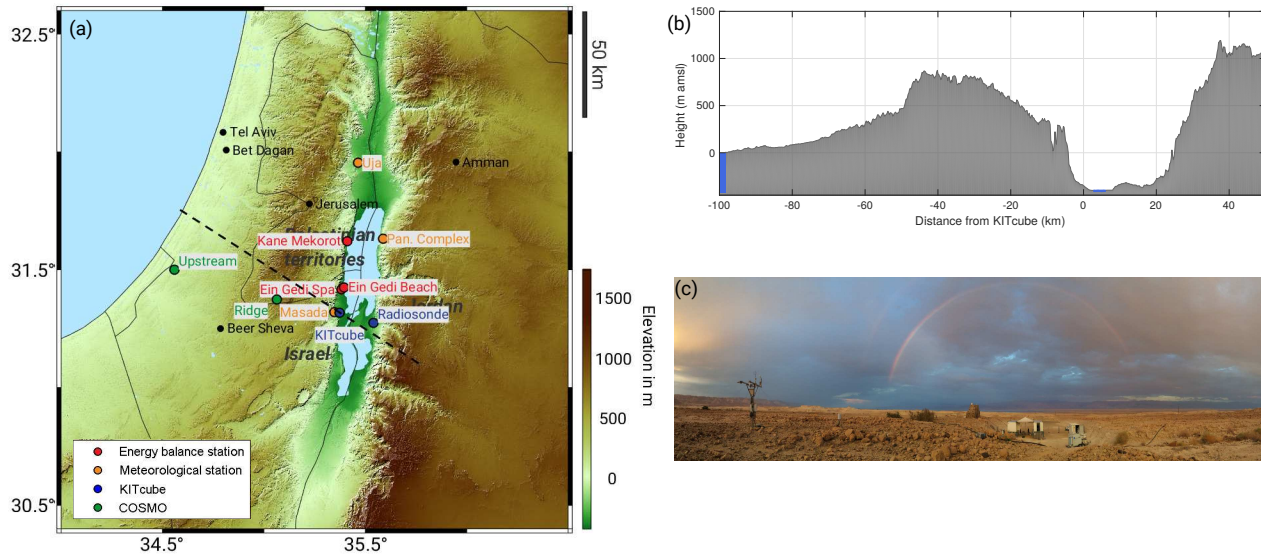 (a)
32.5°
31.5°
30.5°
34.5°
35.5°
50 km
Tel Aviv
Bet Dagan
Uja
Amman
Jerusalem
Palestinian
territories
Kane Mekorot
Pan. Complex
Upstream
Ein Gedi Spa
Ein Gedi Beach
Jordan
Ridge
Masada
Radiosonde
Beer Sheva
KITcube
Israel
Energy balance station
Meteorological station
KITcube
COSMO
1500
1000
500
0
Elevation in m
(b)
1500
1000
500
0
Height (m amsl)
-100 -80 -60 -40 -20 0 20 40
Distance from KITcube (km)
(c)